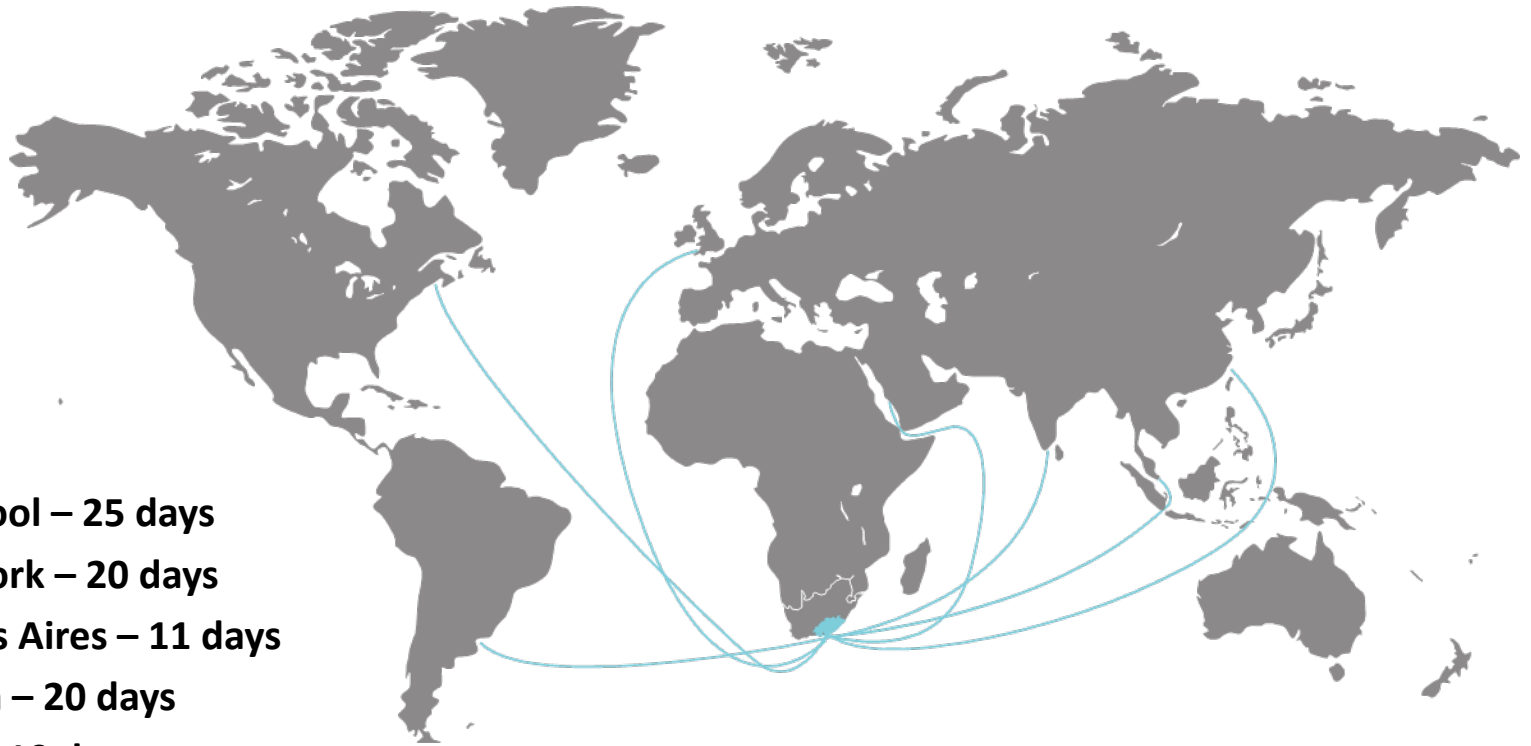 ool – 25 days
ork – 20 days
s Aires – 11 days
– 20 days